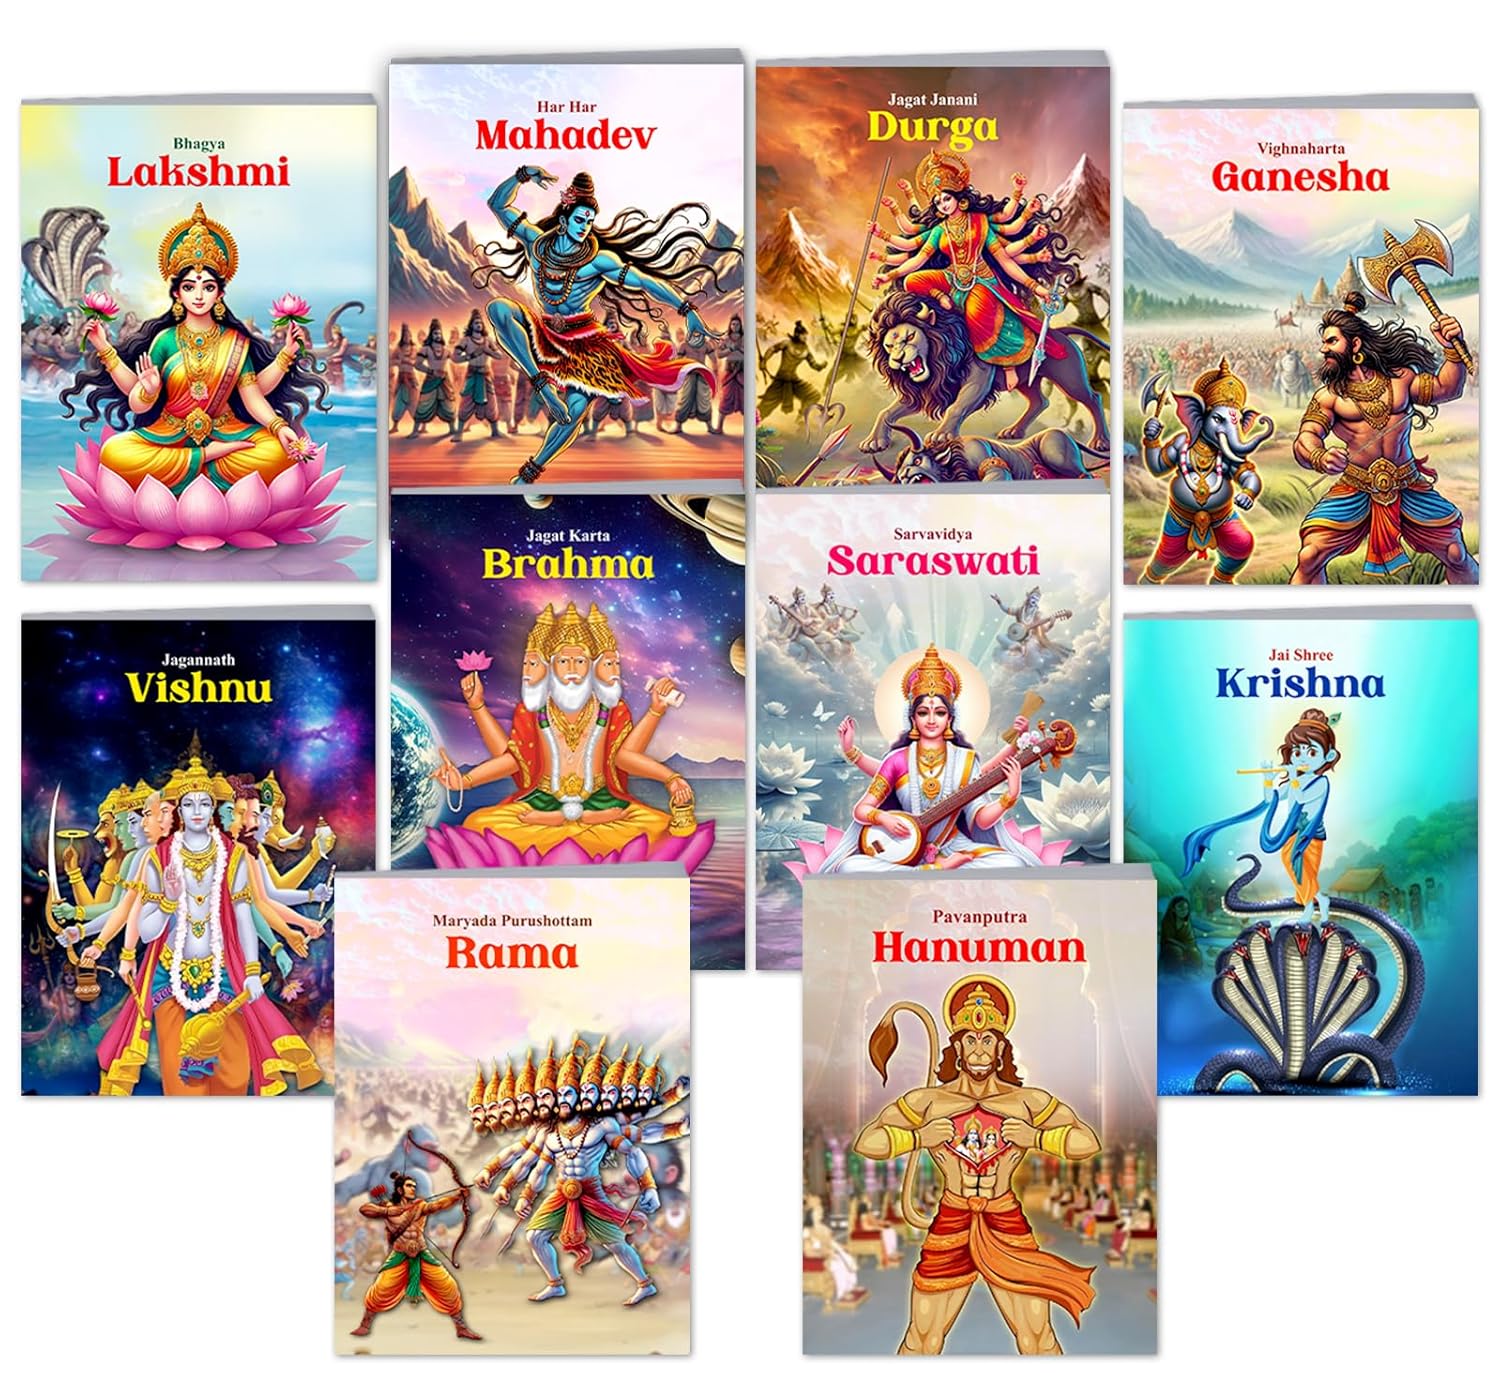 Bhagya
Lakshmi
Har Har
Mahadev
Jagat Janani
Durga
Vighnaharta
Ganesha
Jagannath
Vishnu
Jagat Karta
Brahma
Sarvavidya
Saraswati
Jai Shree
Krishna
Maryada Purushottam
Rama
Pavanputra
Hanuman